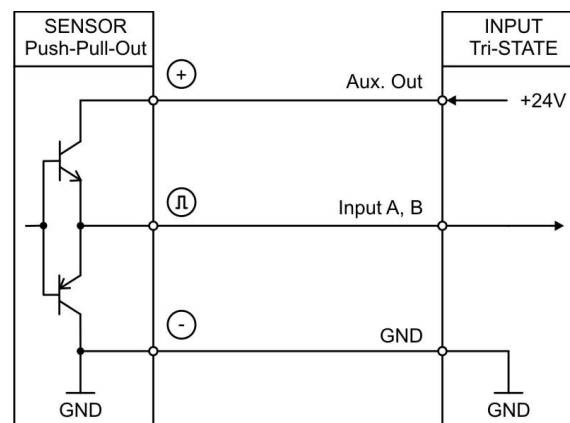 SENSOR
Push-Pull-Out
INPUT
Tri-STATE
+
Aux. Out
+24V
Input A, B
-
GND
GND
GND